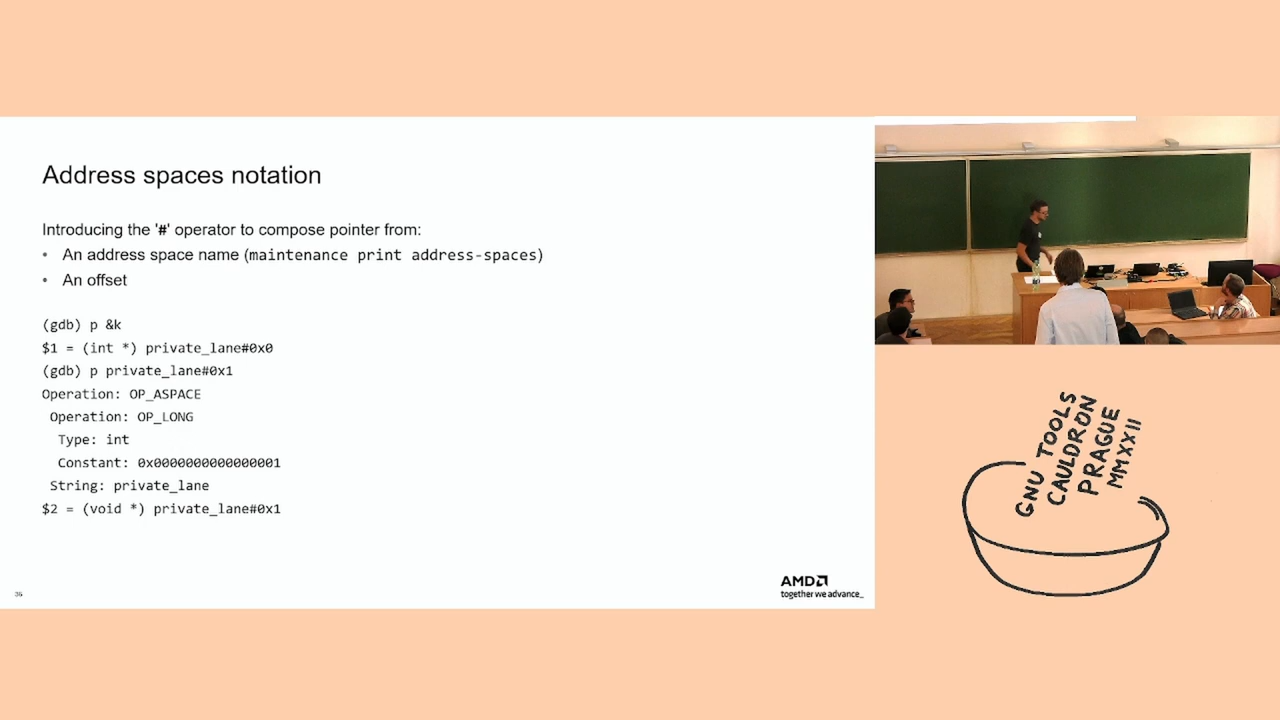 Address spaces notation
Introducing the '#' operator to compose pointer from:
• An address space name (maintenance print address-spaces)
• An offset
(gdb) p &k
$1 = (int *) private_lane#0x0
(gdb) p private_lane#0x1
Operation: OP_ASPACE
Operation: OP_LONG
Type: int
Constant: 0x0000000000000001
String: private_lane
$2 = (void *) private_lane#0x1
AMD
together we advance_
GNU TOOLS
CAULDRON
PRAGUE
MMXXII